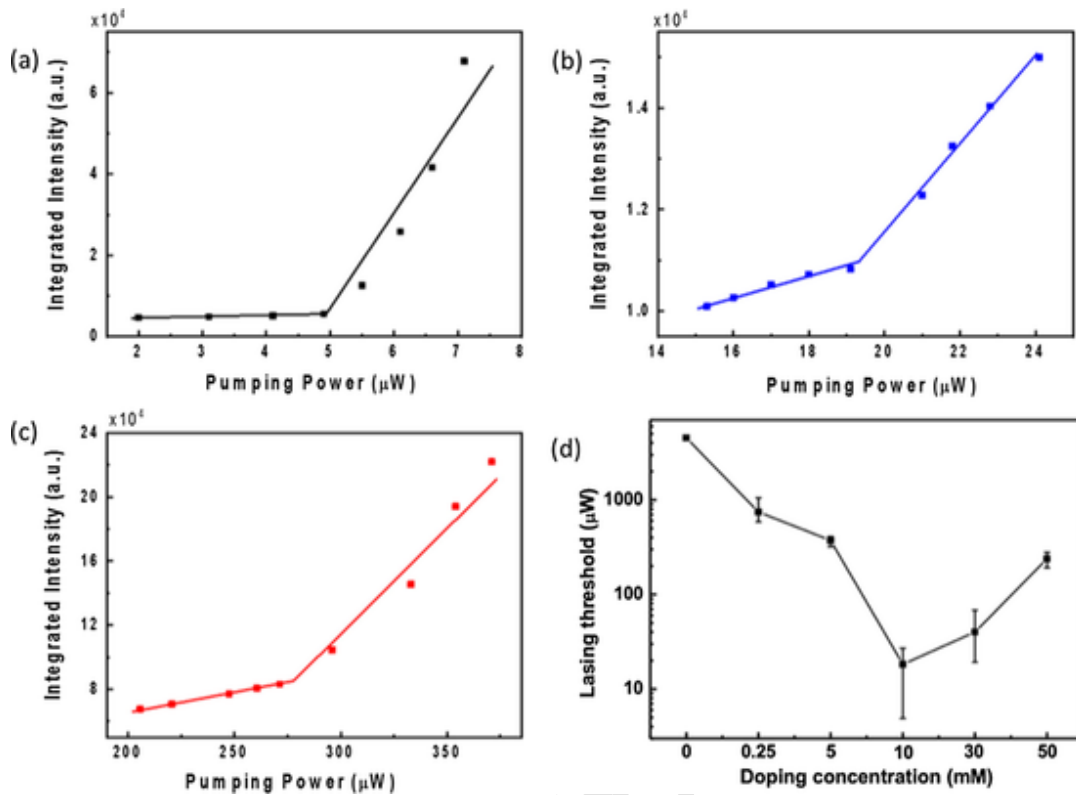 (a)
x10⁴
Integrated Intensity (a.u.)
6
4
2
0
2 3 4 5 6 7 8
Pumping Power (μW)
(b)
x10⁴
Integrated Intensity (a.u.)
1.4
1.2
1.0
14 16 18 20 22 24
Pumping Power (μW)
(c)
x10⁴
Integrated Intensity (a.u.)
24
20
16
12
8
200 250 300 350
Pumping Power (μW)
(d)
Lasing threshold (μW)
1000
100
10
0 0.25 5 10 30 50
Doping concentration (mM)